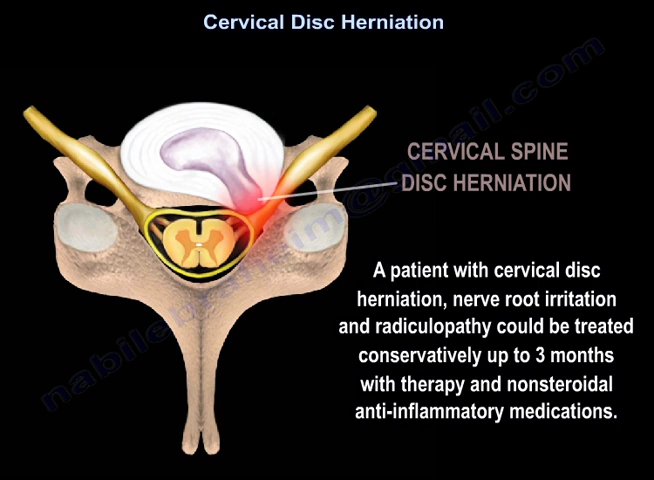 Cervical Disc Herniation
CERVICAL SPINE
DISC HERNIATION
A patient with cervical disc
herniation, nerve root irritation
and radiculopathy could be treated
conservatively up to 3 months
with therapy and nonsteroidal
anti-inflammatory medications.